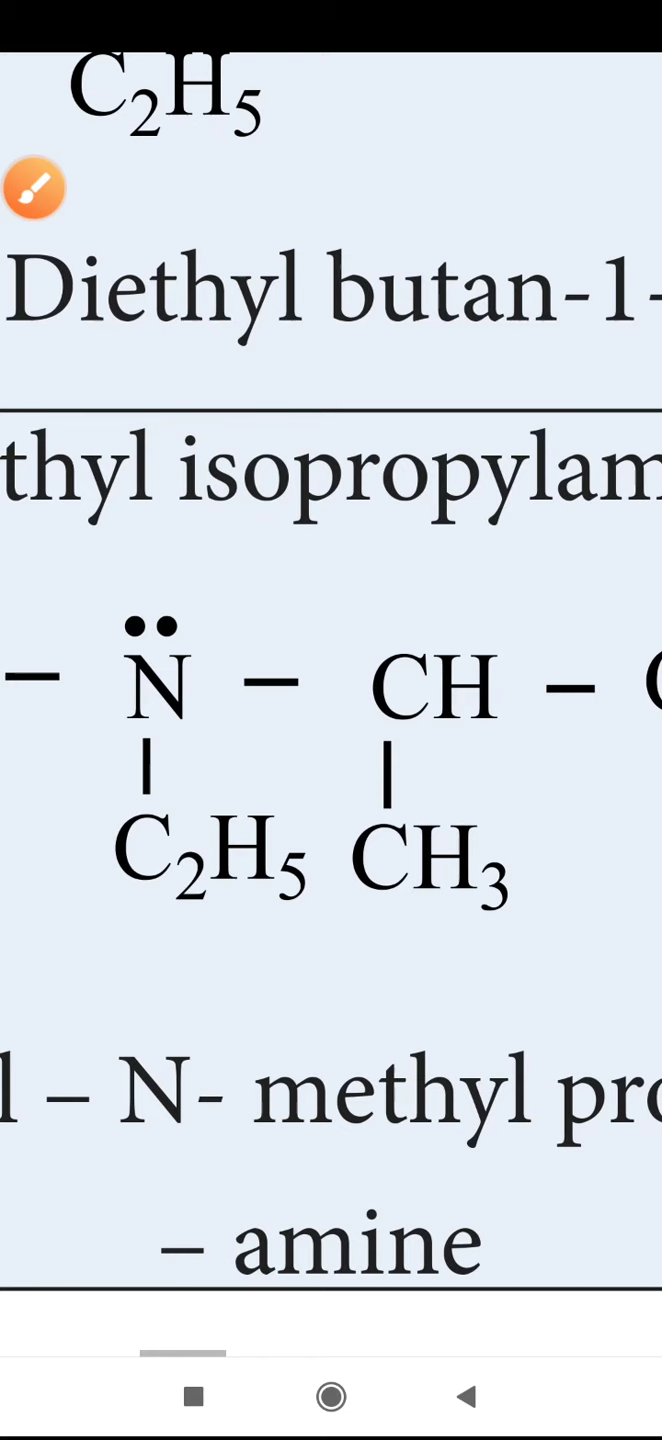 C₂H₅
Diethyl butan-1-
thyl isopropylam
– N – CH –
C₂H₅ CH₃
l – N- methyl pro
– amine